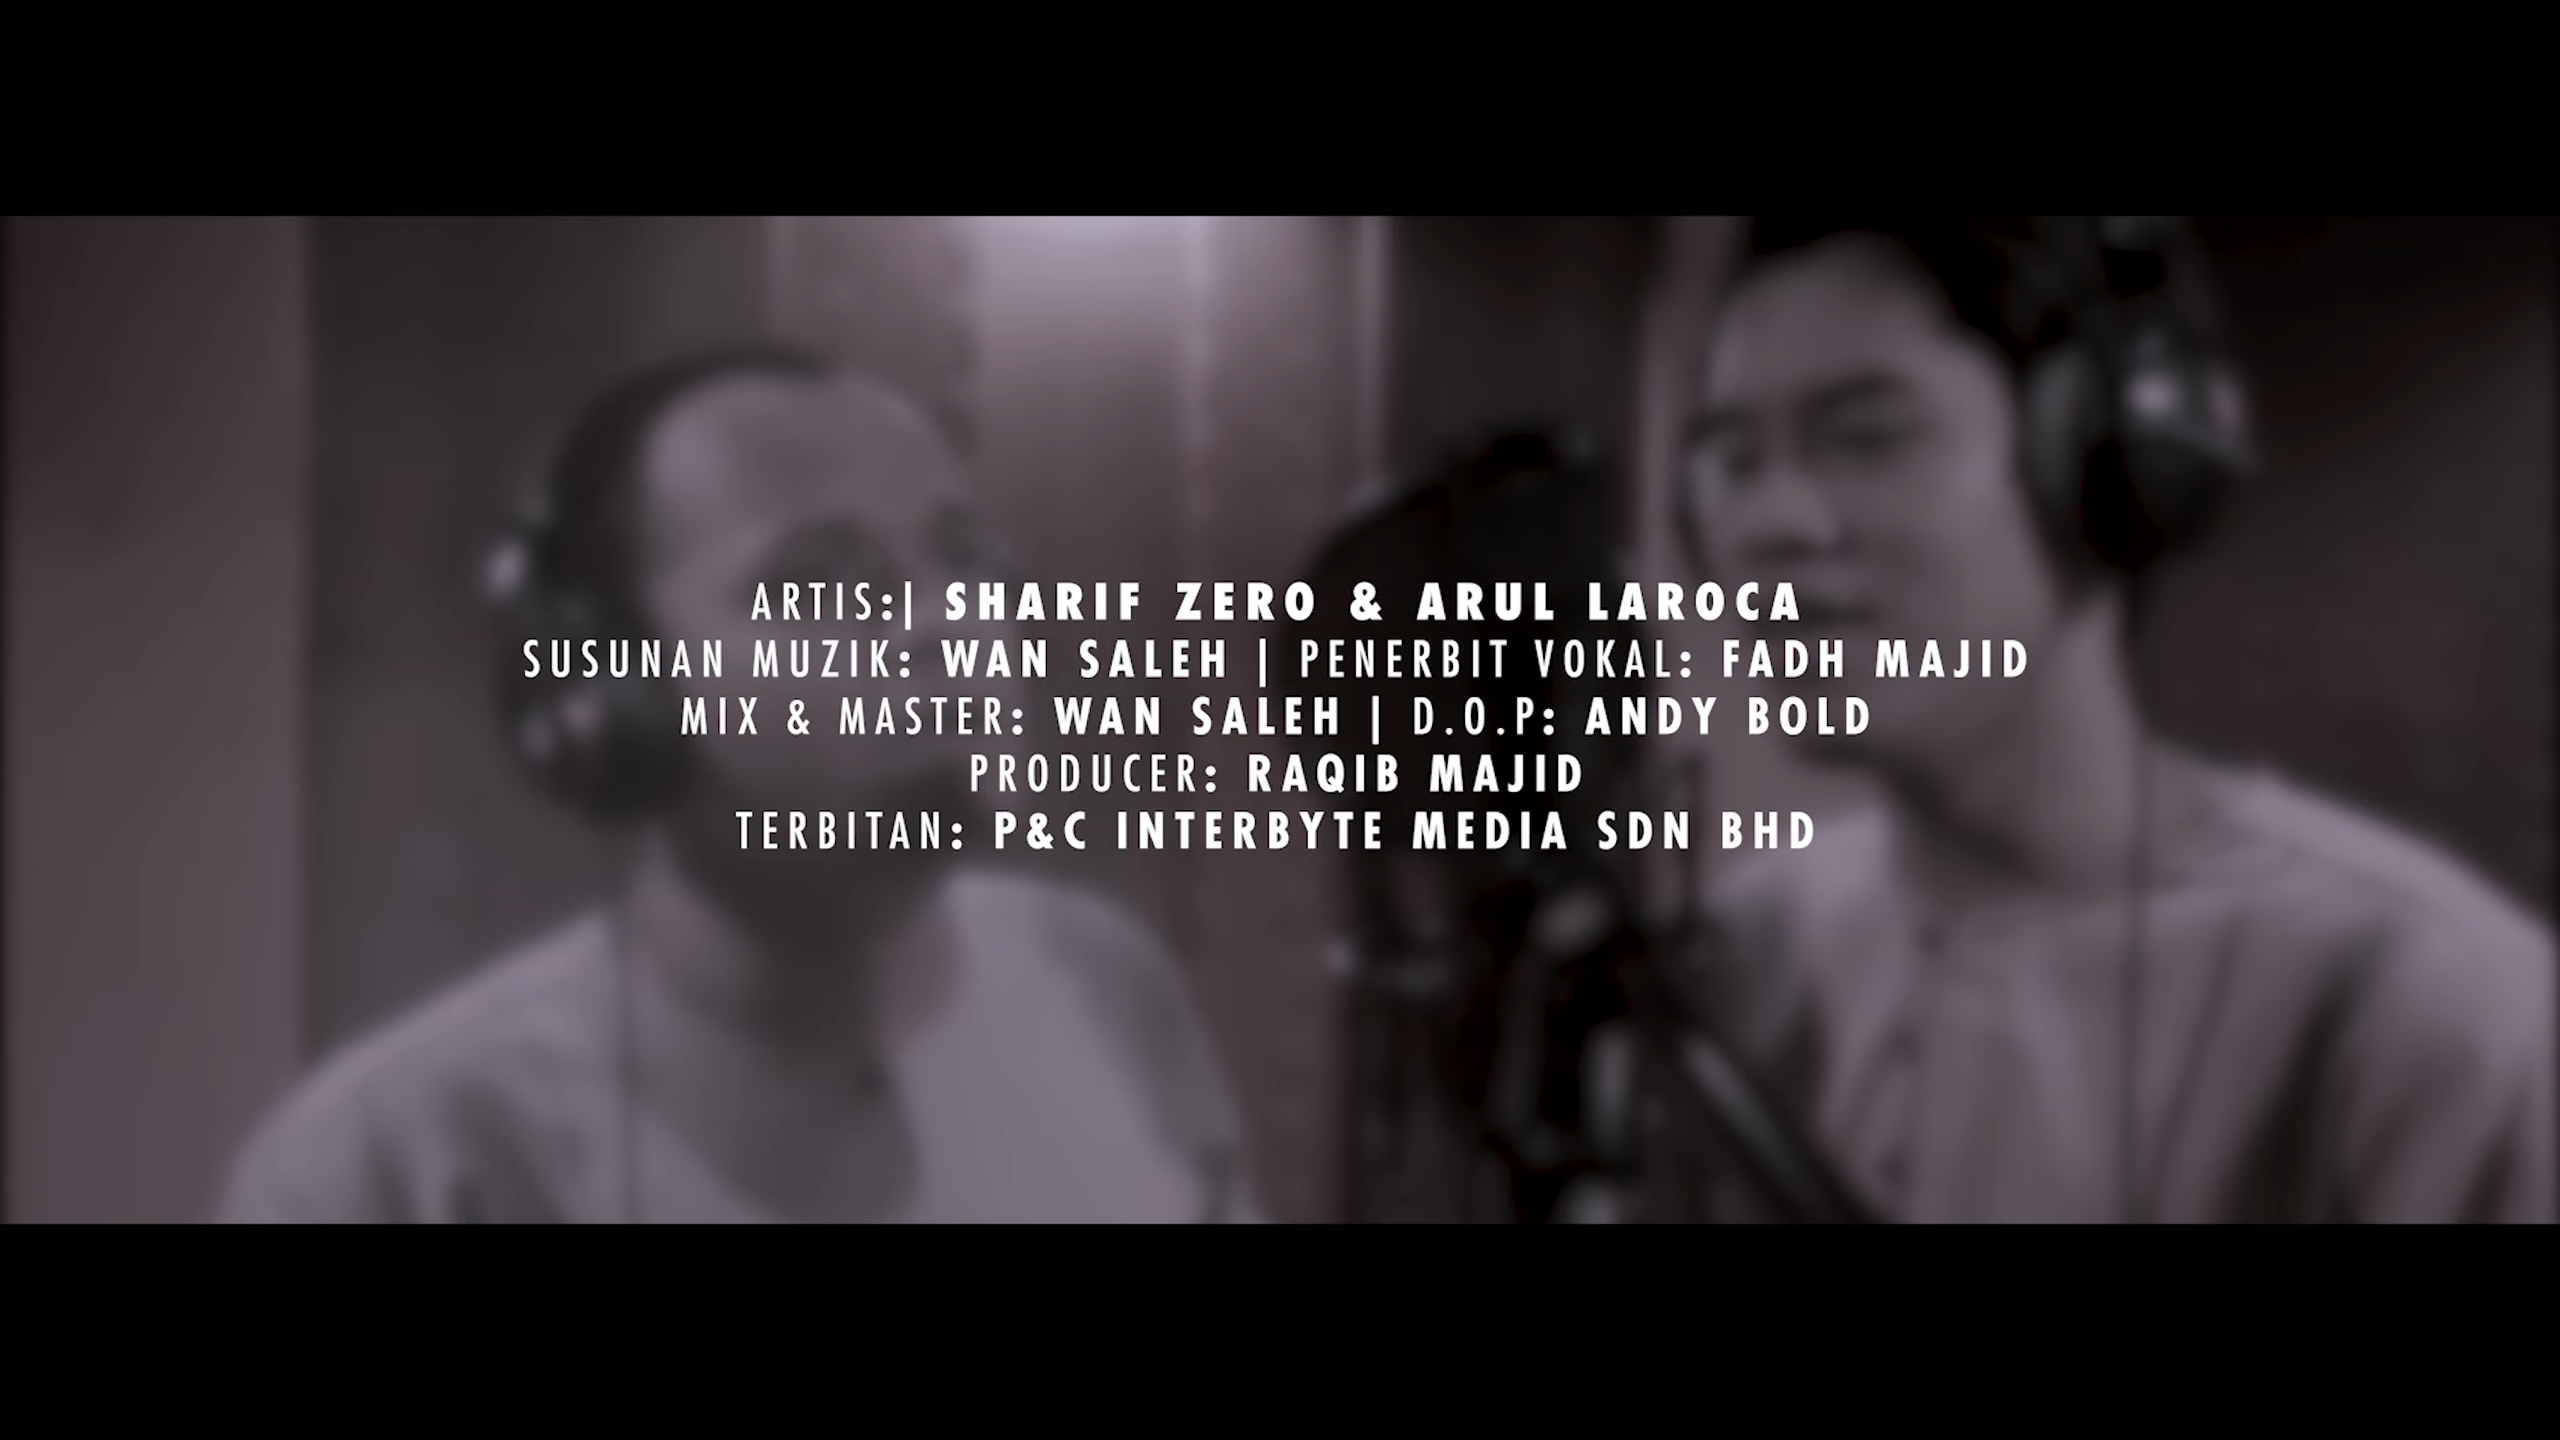 ARTIS:| SHARIF ZERO & ARUL LAROCA
SUSUNAN MUZIK: WAN SALEH | PENERBIT VOKAL: FADH MAJID
MIX & MASTER: WAN SALEH | D.O.P: ANDY BOLD
PRODUCER: RAQIB MAJID
TERBITAN: P&C INTERBYTE MEDIA SDN BHD